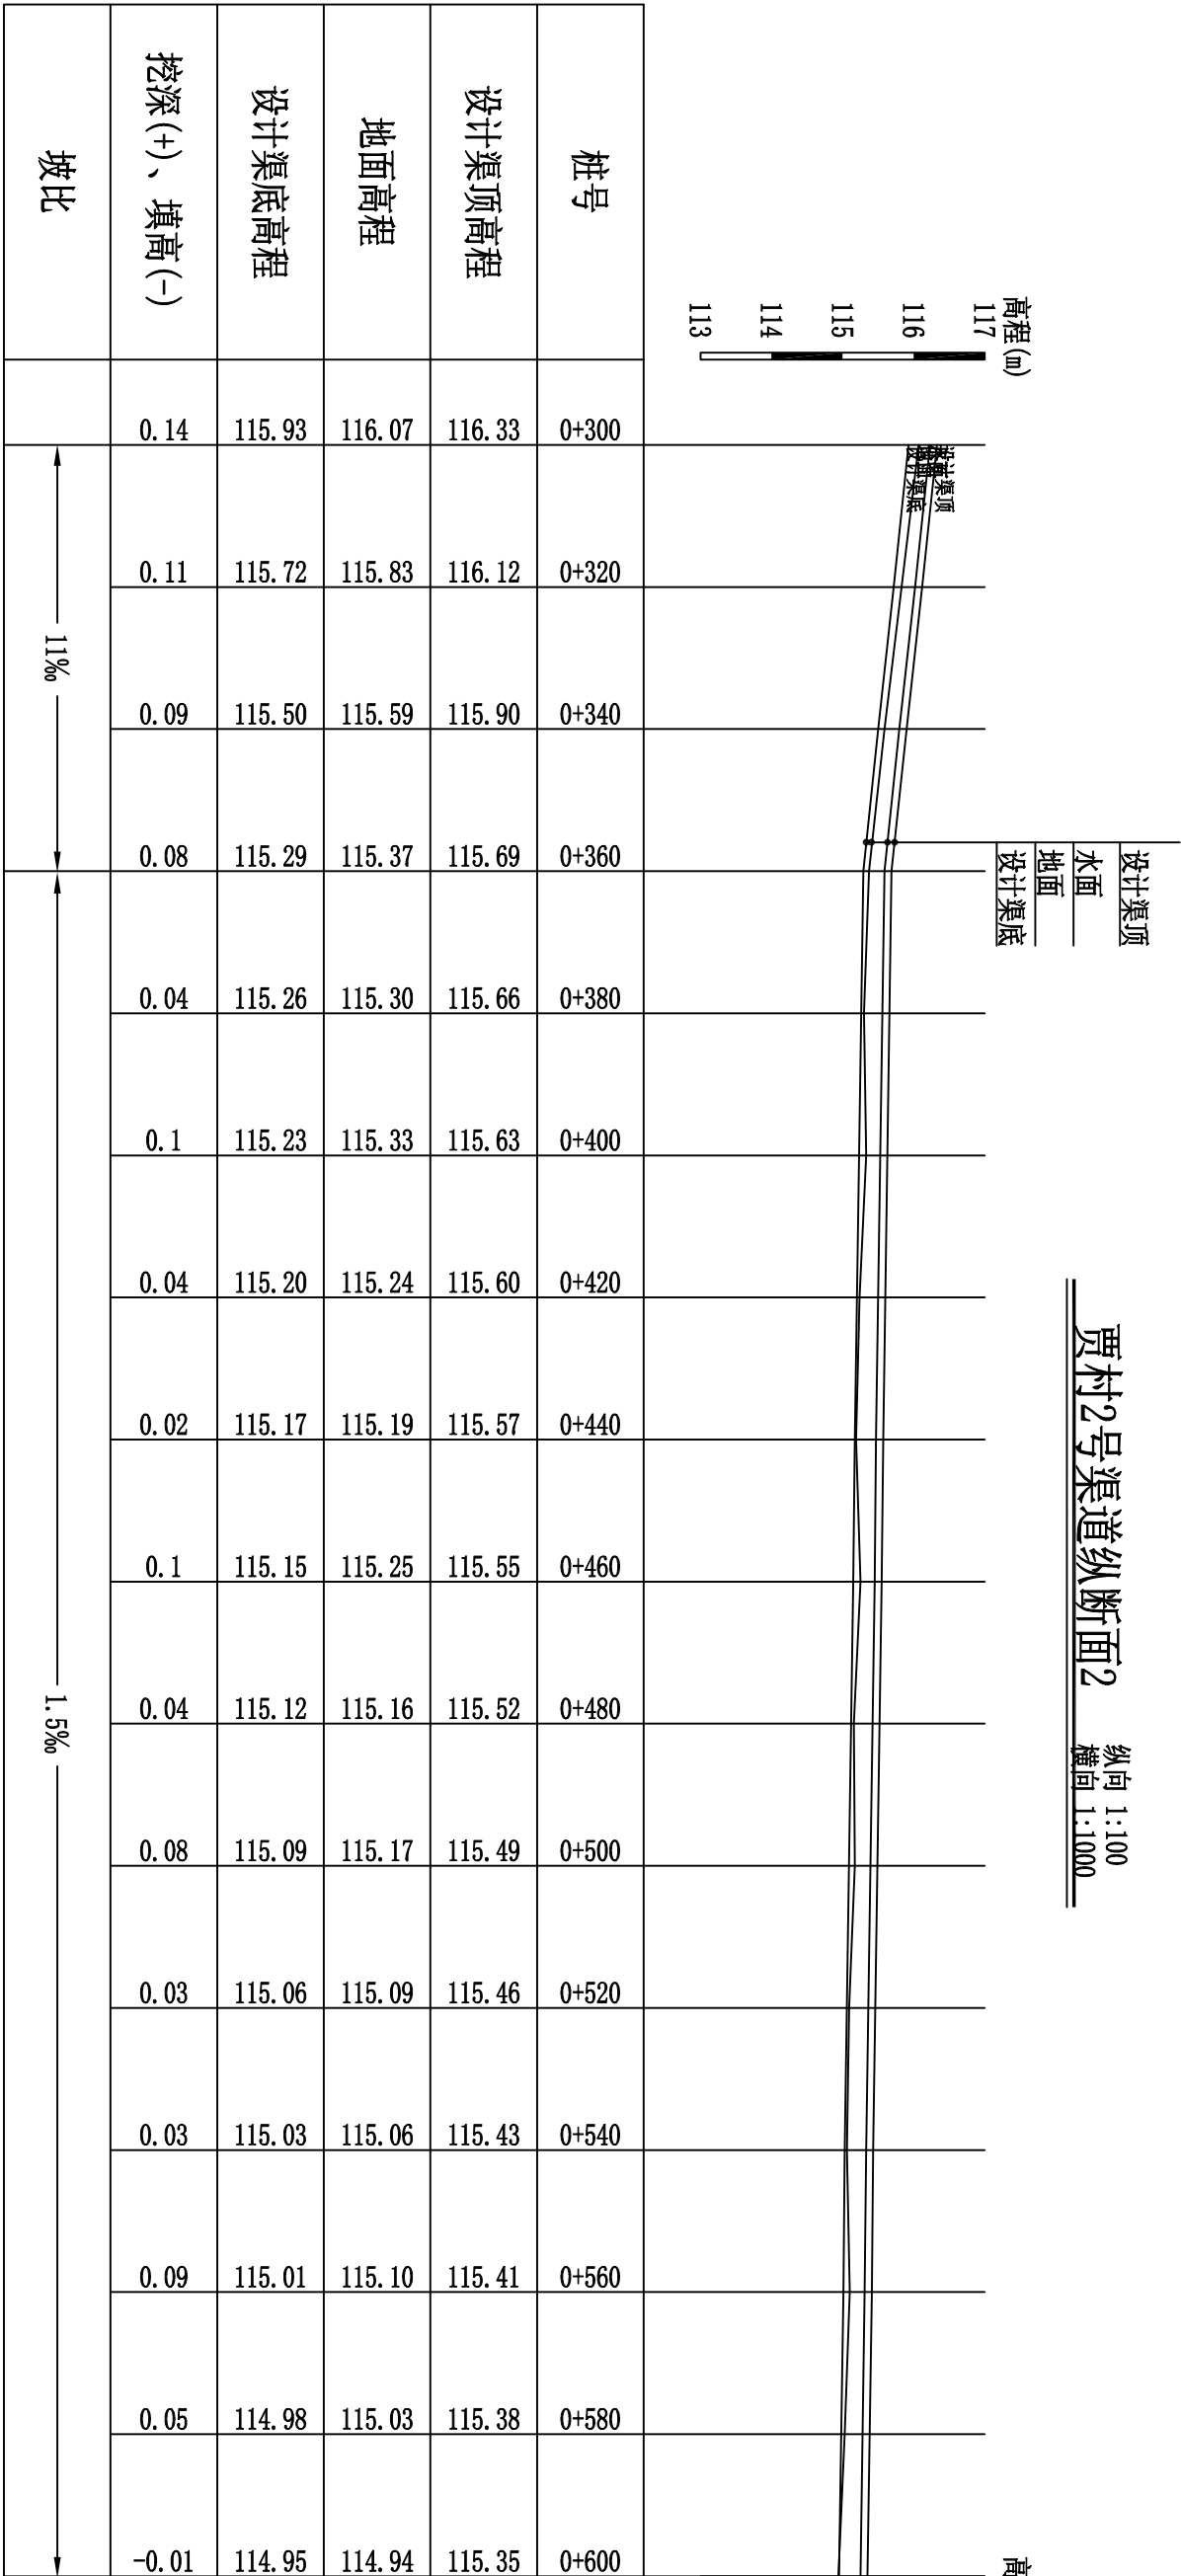 贾村2号渠道纵断面2
纵向 1:100
横向 1:1000
高程(m)
117
116
115
114
113
设计渠顶
水面
地面
设计渠底
设计渠顶
设计渠底
桩号 0+300 0+320 0+340 0+360 0+380 0+400 0+420 0+440 0+460 0+480 0+500 0+520 0+540 0+560 0+580 0+600
设计渠顶高程 116.33 116.12 115.90 115.69 115.66 115.63 115.60 115.57 115.55 115.52 115.49 115.46 115.43 115.41 115.38 115.35
地面高程 116.07 115.83 115.59 115.37 115.30 115.33 115.24 115.19 115.25 115.16 115.17 115.09 115.06 115.10 115.03 114.94
设计渠底高程 115.93 115.72 115.50 115.29 115.26 115.23 115.20 115.17 115.15 115.12 115.09 115.06 115.03 115.01 114.98 114.95
挖深(+)、填高(-) 0.14 0.11 0.09 0.08 0.04 0.1 0.04 0.02 0.1 0.04 0.08 0.03 0.03 0.09 0.05 -0.01
坡比 11‰ 1.5‰